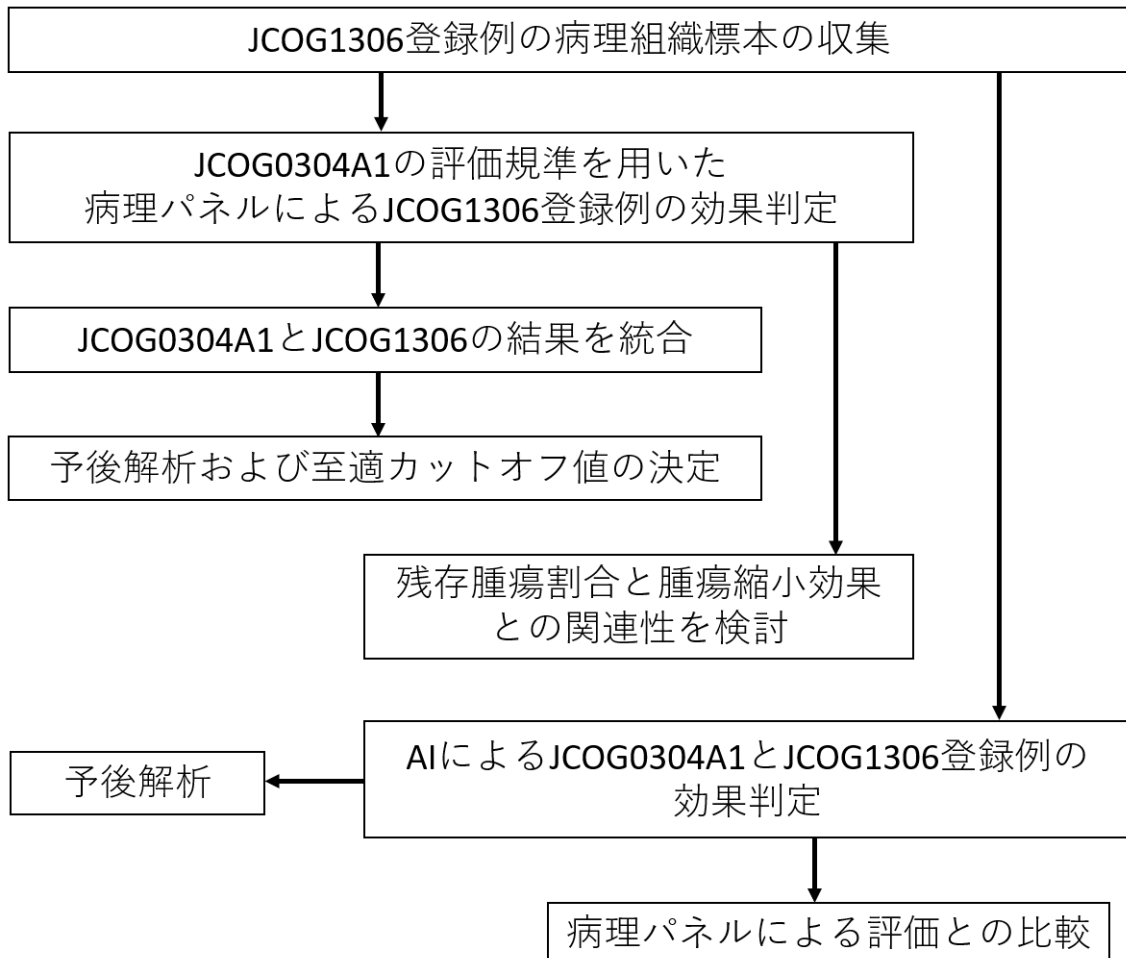 JCOG1306登録例の病理組織標本の収集
JCOG0304A1の評価規準を用いた
病理パネルによるJCOG1306登録例の効果判定
JCOG0304A1とJCOG1306の結果を統合
予後解析および至適カットオフ値の決定
残存腫瘍割合と腫瘍縮小効果
との関連性を検討
AIによるJCOG0304A1とJCOG1306登録例の
効果判定
予後解析
病理パネルによる評価との比較